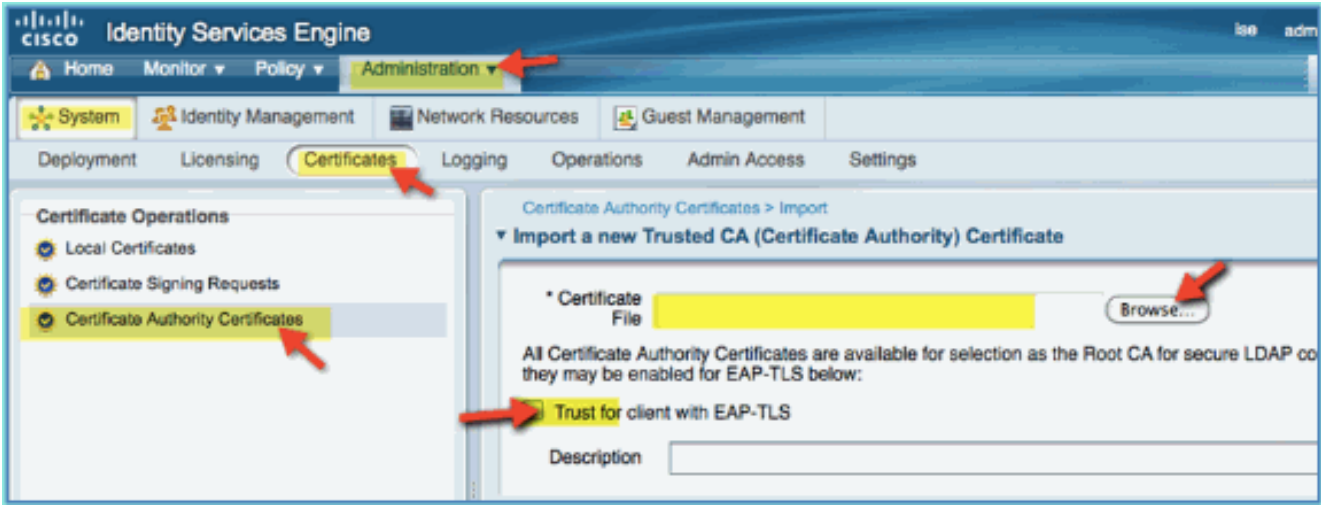 CISCO Identity Services Engine ise adm
Home Monitor ▾ Policy ▾ Administration ▾
System Identity Management Network Resources Guest Management
Deployment Licensing Certificates Logging Operations Admin Access Settings
Certificate Operations
Local Certificates
Certificate Signing Requests
Certificate Authority Certificates
Certificate Authority Certificates > Import
▾ Import a new Trusted CA (Certificate Authority) Certificate
* Certificate
File
Browse...
All Certificate Authority Certificates are available for selection as the Root CA for secure LDAP co
they may be enabled for EAP-TLS below:
Trust for client with EAP-TLS
Description